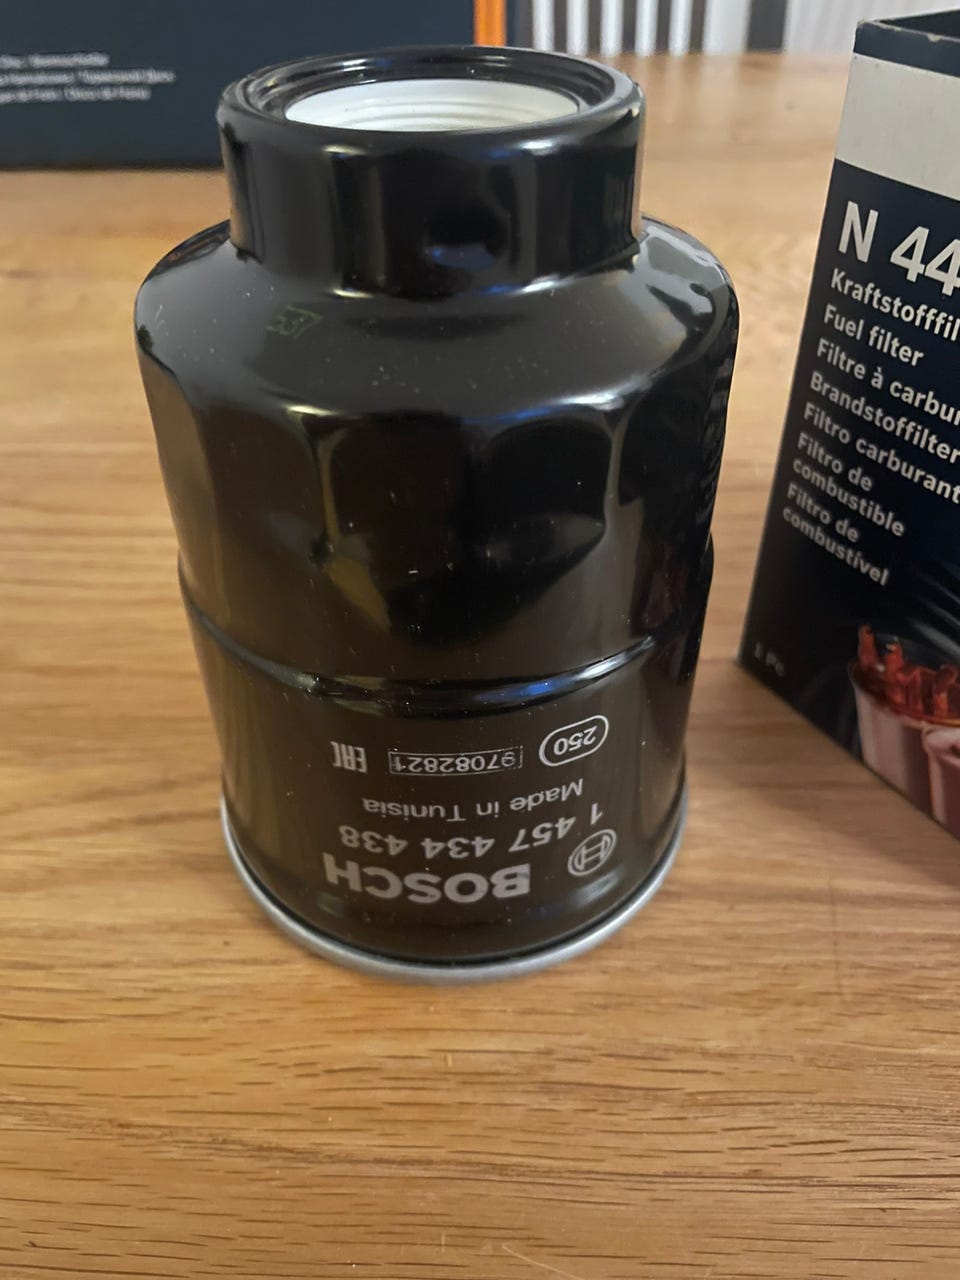 N 44
Kraftstofffil
Fuel filter
Filtre à carbur
Brandstoffilter
Filtro carburant
Filtro de
combustible
Filtro de
combustível
BOSCH
1 457 434 438
Made in Tunisia
97082821
250
EAC